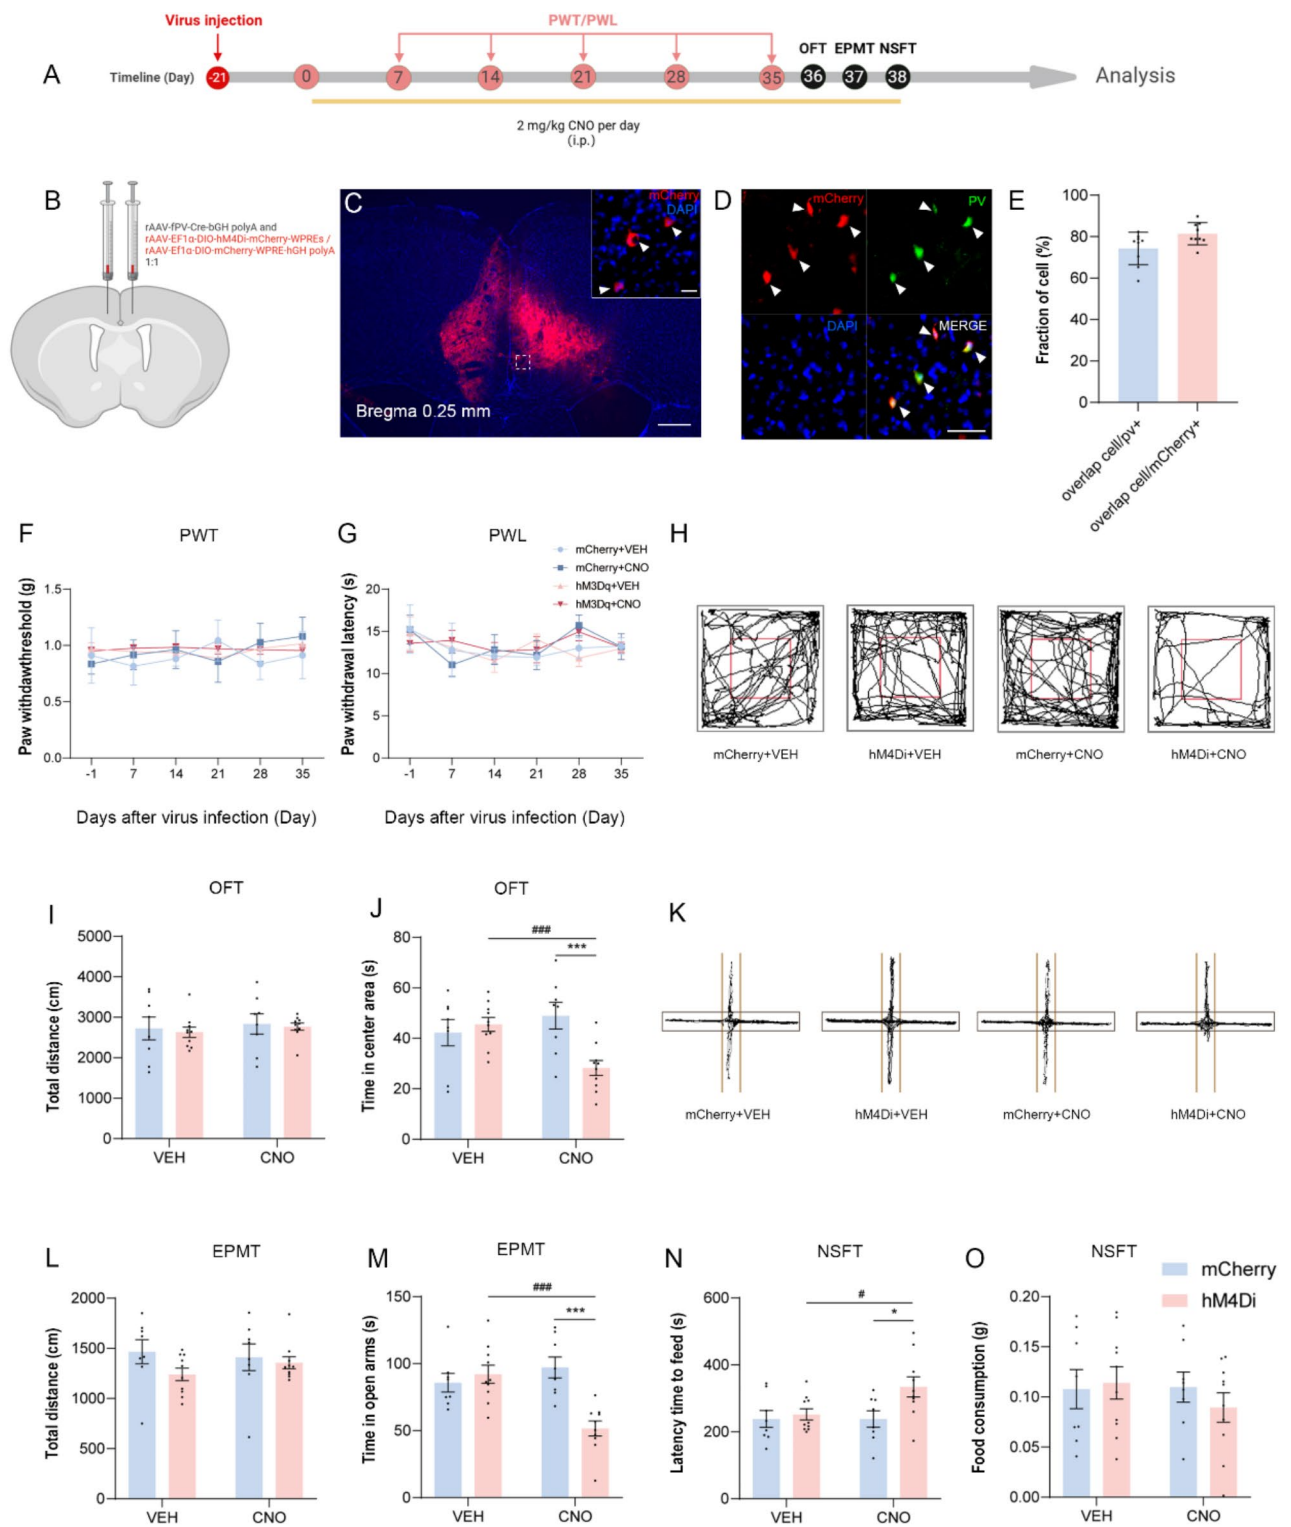 Virus injection
PWT/PWL
OFT EPMT NSFT
A
Timeline (Day)
-21
0
7
14
21
28
35
36
37
38
Analysis
2 mg/kg CNO per day
(i.p.)
B
rAAV-fPV-Cre-bGH polyA and
rAAV-EF1α-DIO-hM4Di-mCherry-WPREs /
rAAV-Ef1α-DIO-mCherry-WPRE-hGH polyA
1:1
C
mCherry
DAPI
Bregma 0.25 mm
D
mCherry
PV
DAPI
MERGE
E
Fraction of cell (%)
100
80
60
40
20
0
overlap cell/pv+
overlap cell/mCherry+
F
PWT
Paw withdawthreshold (g)
1.5
1.0
0.5
0.0
-1 7 14 21 28 35
Days after virus infection (Day)
G
PWL
mCherry+VEH
mCherry+CNO
hM3Dq+VEH
hM3Dq+CNO
Paw withdrawal latency (s)
20
15
10
5
0
-1 7 14 21 28 35
Days after virus infection (Day)
H
mCherry+VEH
hM4Di+VEH
mCherry+CNO
hM4Di+CNO
I
OFT
Total distance (cm)
5000
4000
3000
2000
1000
0
VEH CNO
J
OFT
Time in center area (s)
80
60
40
20
0
###
***
VEH CNO
K
mCherry+VEH
hM4Di+VEH
mCherry+CNO
hM4Di+CNO
L
EPMT
Total distance (cm)
2000
1500
1000
500
0
VEH CNO
M
EPMT
Time in open arms (s)
150
100
50
0
###
***
VEH CNO
N
NSFT
Latency time to feed (s)
600
400
200
0
#
*
VEH CNO
O
NSFT
mCherry
hM4Di
Food consumption (g)
0.20
0.15
0.10
0.05
0.00
VEH CNO